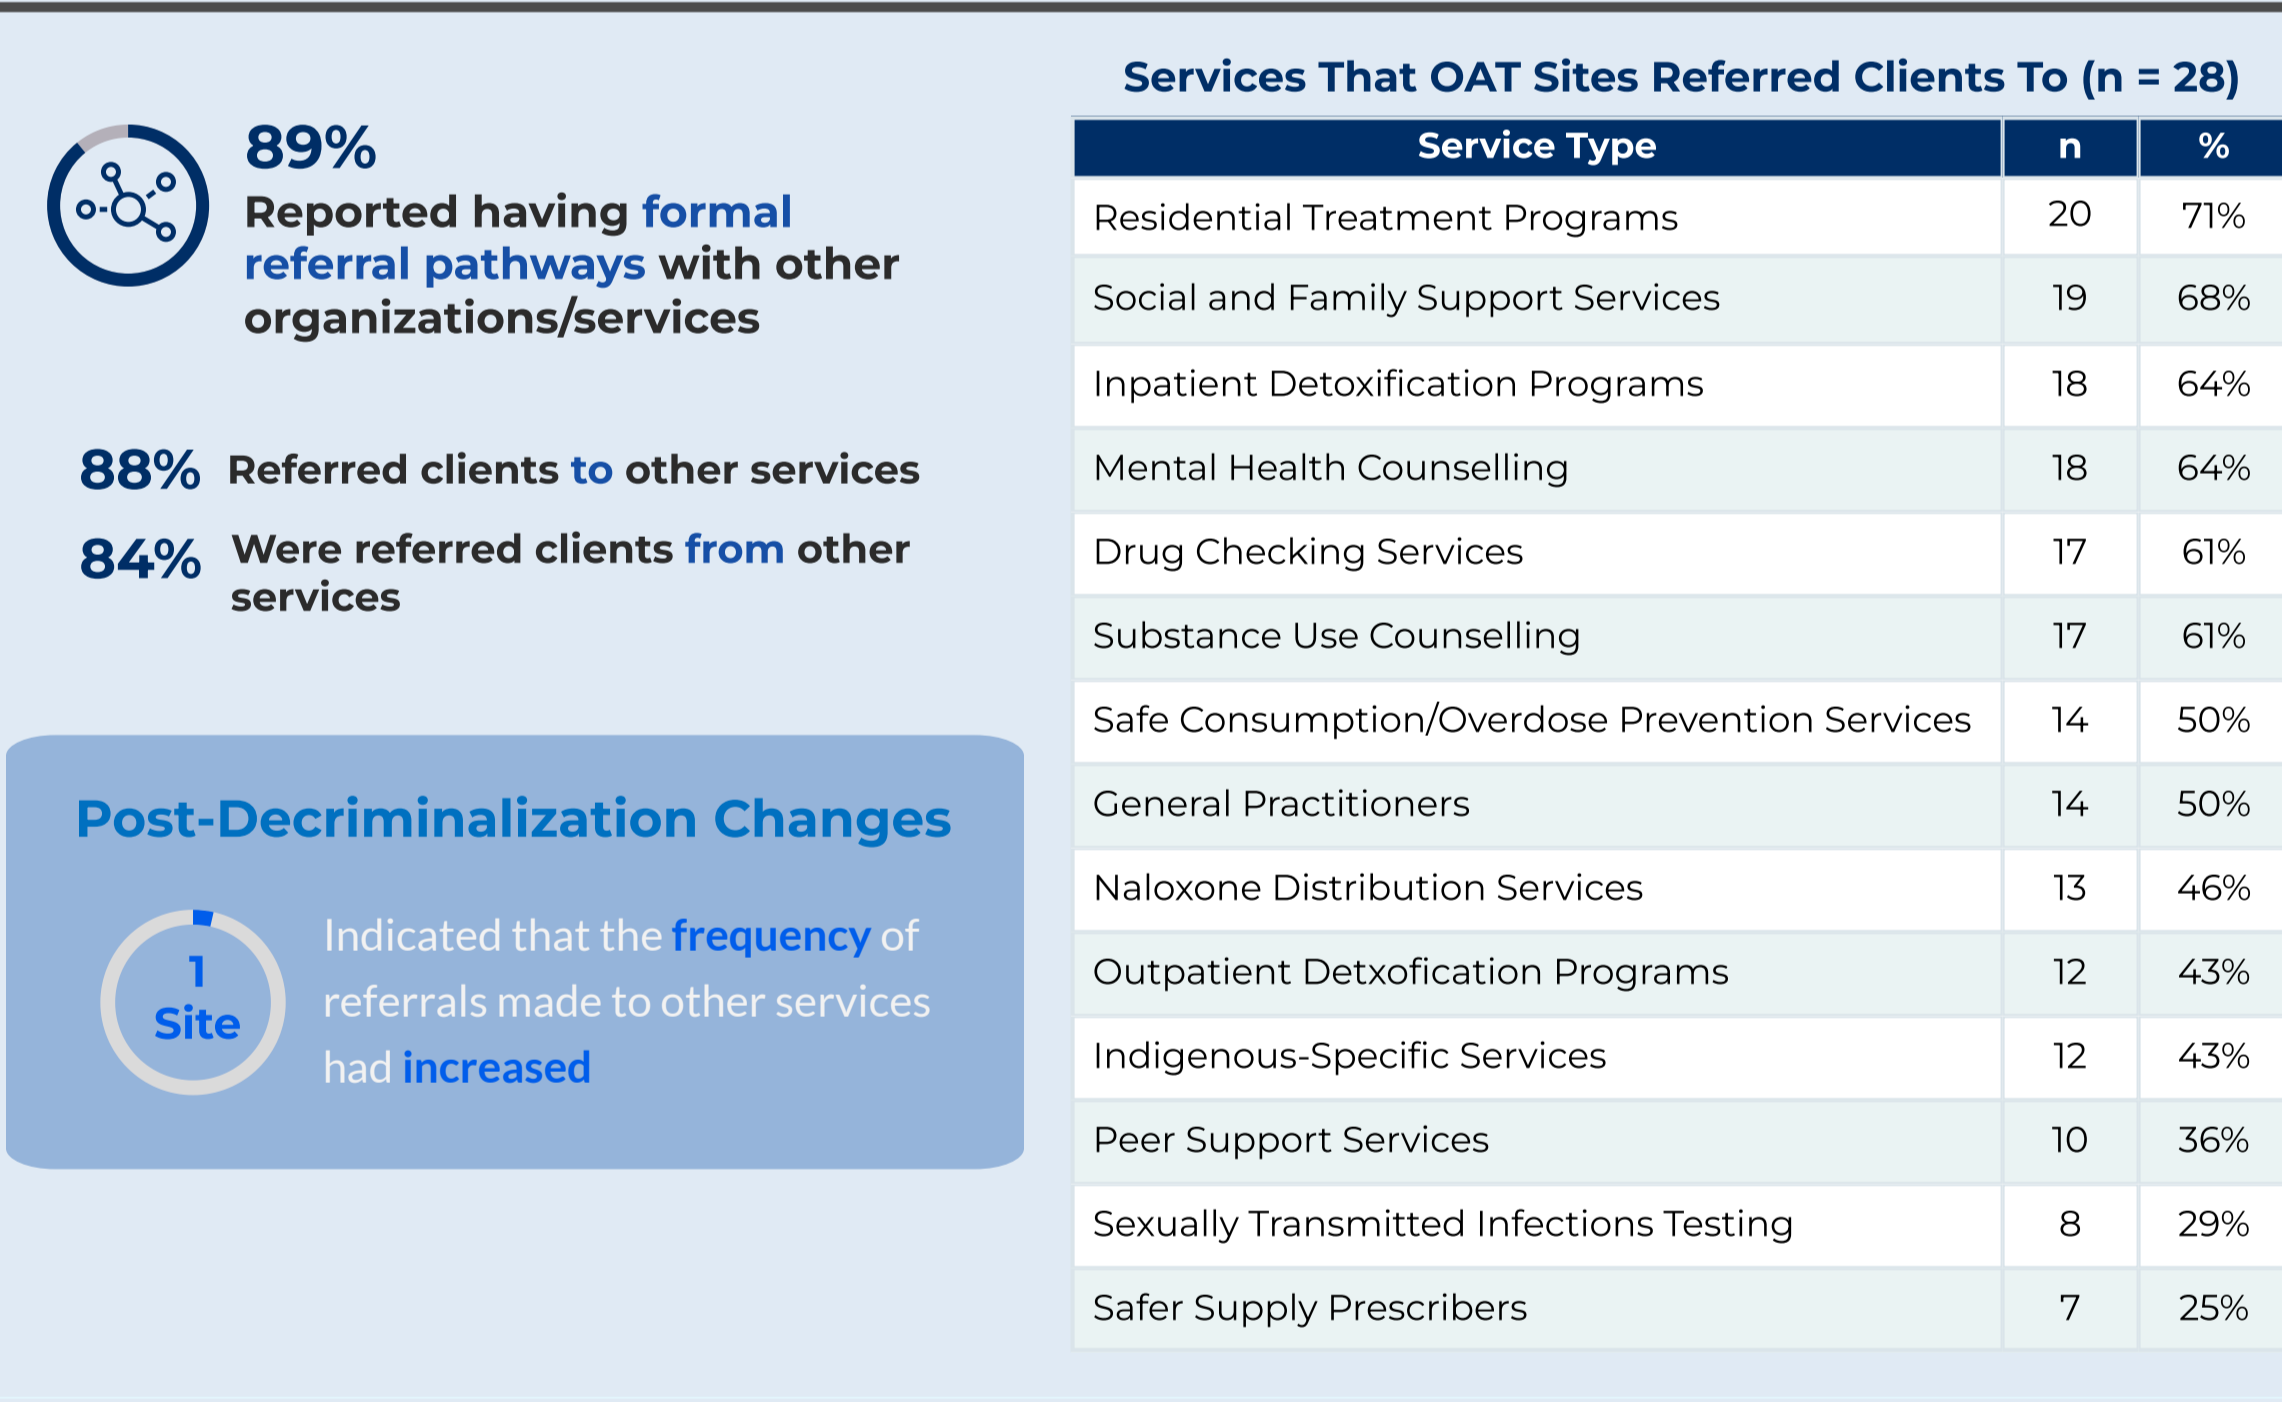 89%
Reported having formal
referral pathways with other
organizations/services
88% Referred clients to other services
84% Were referred clients from other
services
Post-Decriminalization Changes
1
Site
Indicated that the frequency of
referrals made to other services
had increased
Services That OAT Sites Referred Clients To (n = 28)
Service Type n %
Residential Treatment Programs 20 71%
Social and Family Support Services 19 68%
Inpatient Detoxification Programs 18 64%
Mental Health Counselling 18 64%
Drug Checking Services 17 61%
Substance Use Counselling 17 61%
Safe Consumption/Overdose Prevention Services 14 50%
General Practitioners 14 50%
Naloxone Distribution Services 13 46%
Outpatient Detxofication Programs 12 43%
Indigenous-Specific Services 12 43%
Peer Support Services 10 36%
Sexually Transmitted Infections Testing 8 29%
Safer Supply Prescribers 7 25%